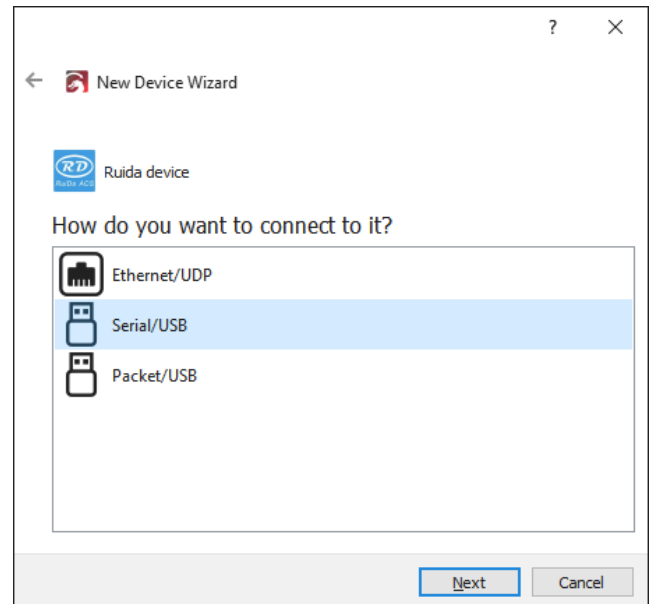 ?
New Device Wizard
RD
RuiDa ACS
Ruida device
How do you want to connect to it?
Ethernet/UDP
Serial/USB
Packet/USB
Next
Cancel